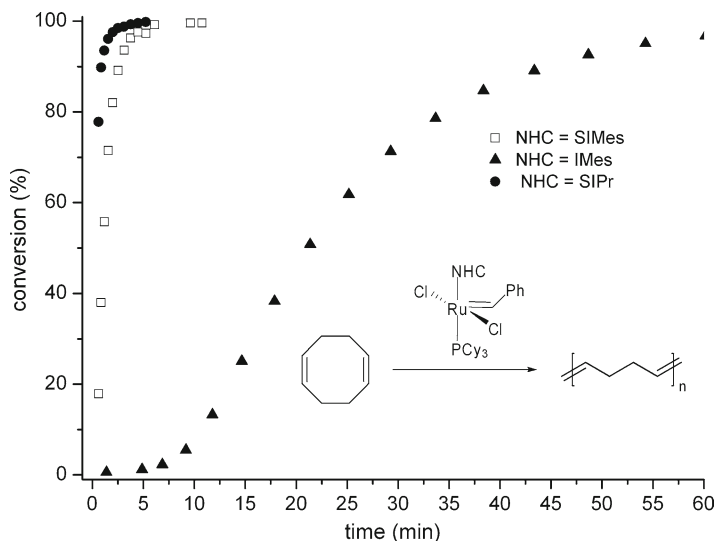 100
80
60
40
20
0
conversion (%)
NHC = SIMes
NHC = IMes
NHC = SIPr
NHC
Cl
Ph
Ru
Cl
PCy3
n
0 5 10 15 20 25 30 35 40 45 50 55 60
time (min)